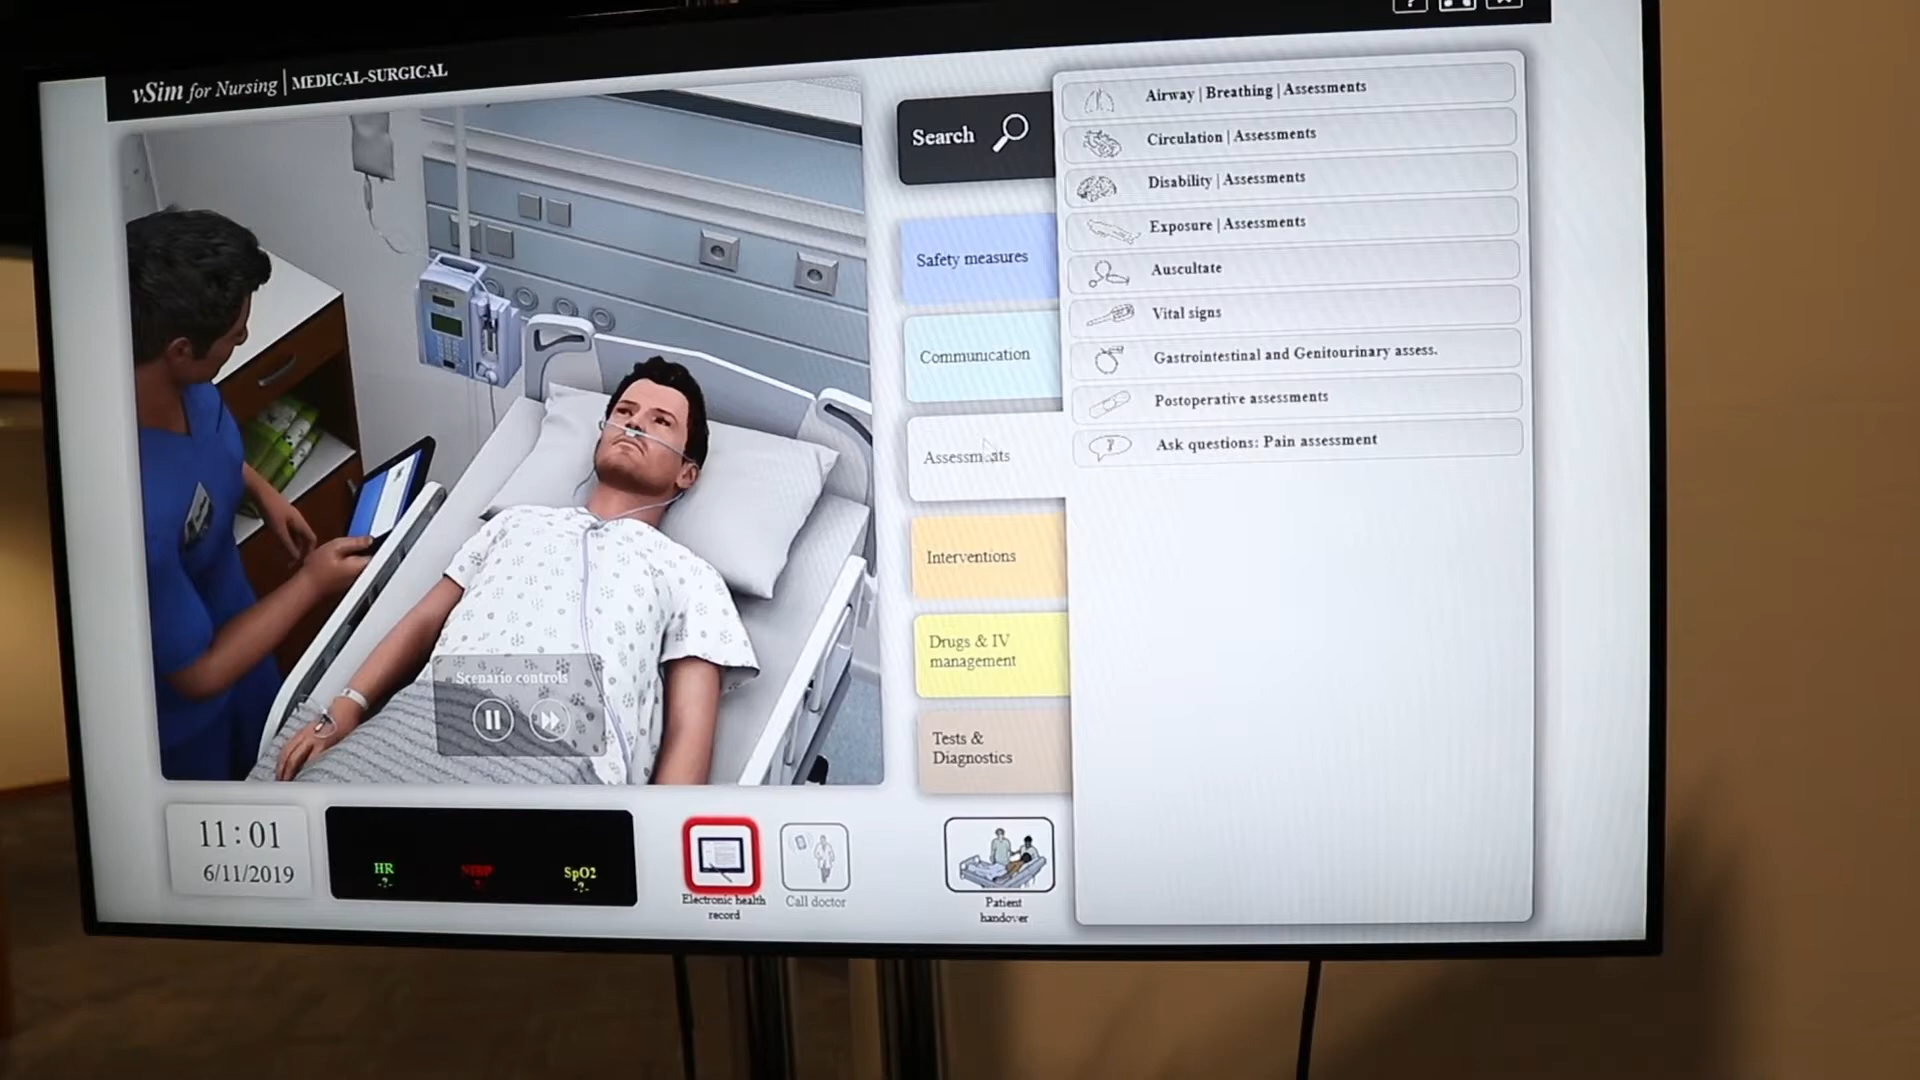 vSim for Nursing | MEDICAL-SURGICAL
Search
Safety measures
Communication
Assessments
Interventions
Drugs & IV
management
Tests &
Diagnostics
Airway | Breathing | Assessments
Circulation | Assessments
Disability | Assessments
Exposure | Assessments
Auscultate
Vital signs
Gastrointestinal and Genitourinary assess.
Postoperative assessments
Ask questions: Pain assessment
Scenario controls
11:01
6/11/2019
HR
-?-
NIBP
?
SpO2
-?-
Electronic health
record
Call doctor
Patient
handover